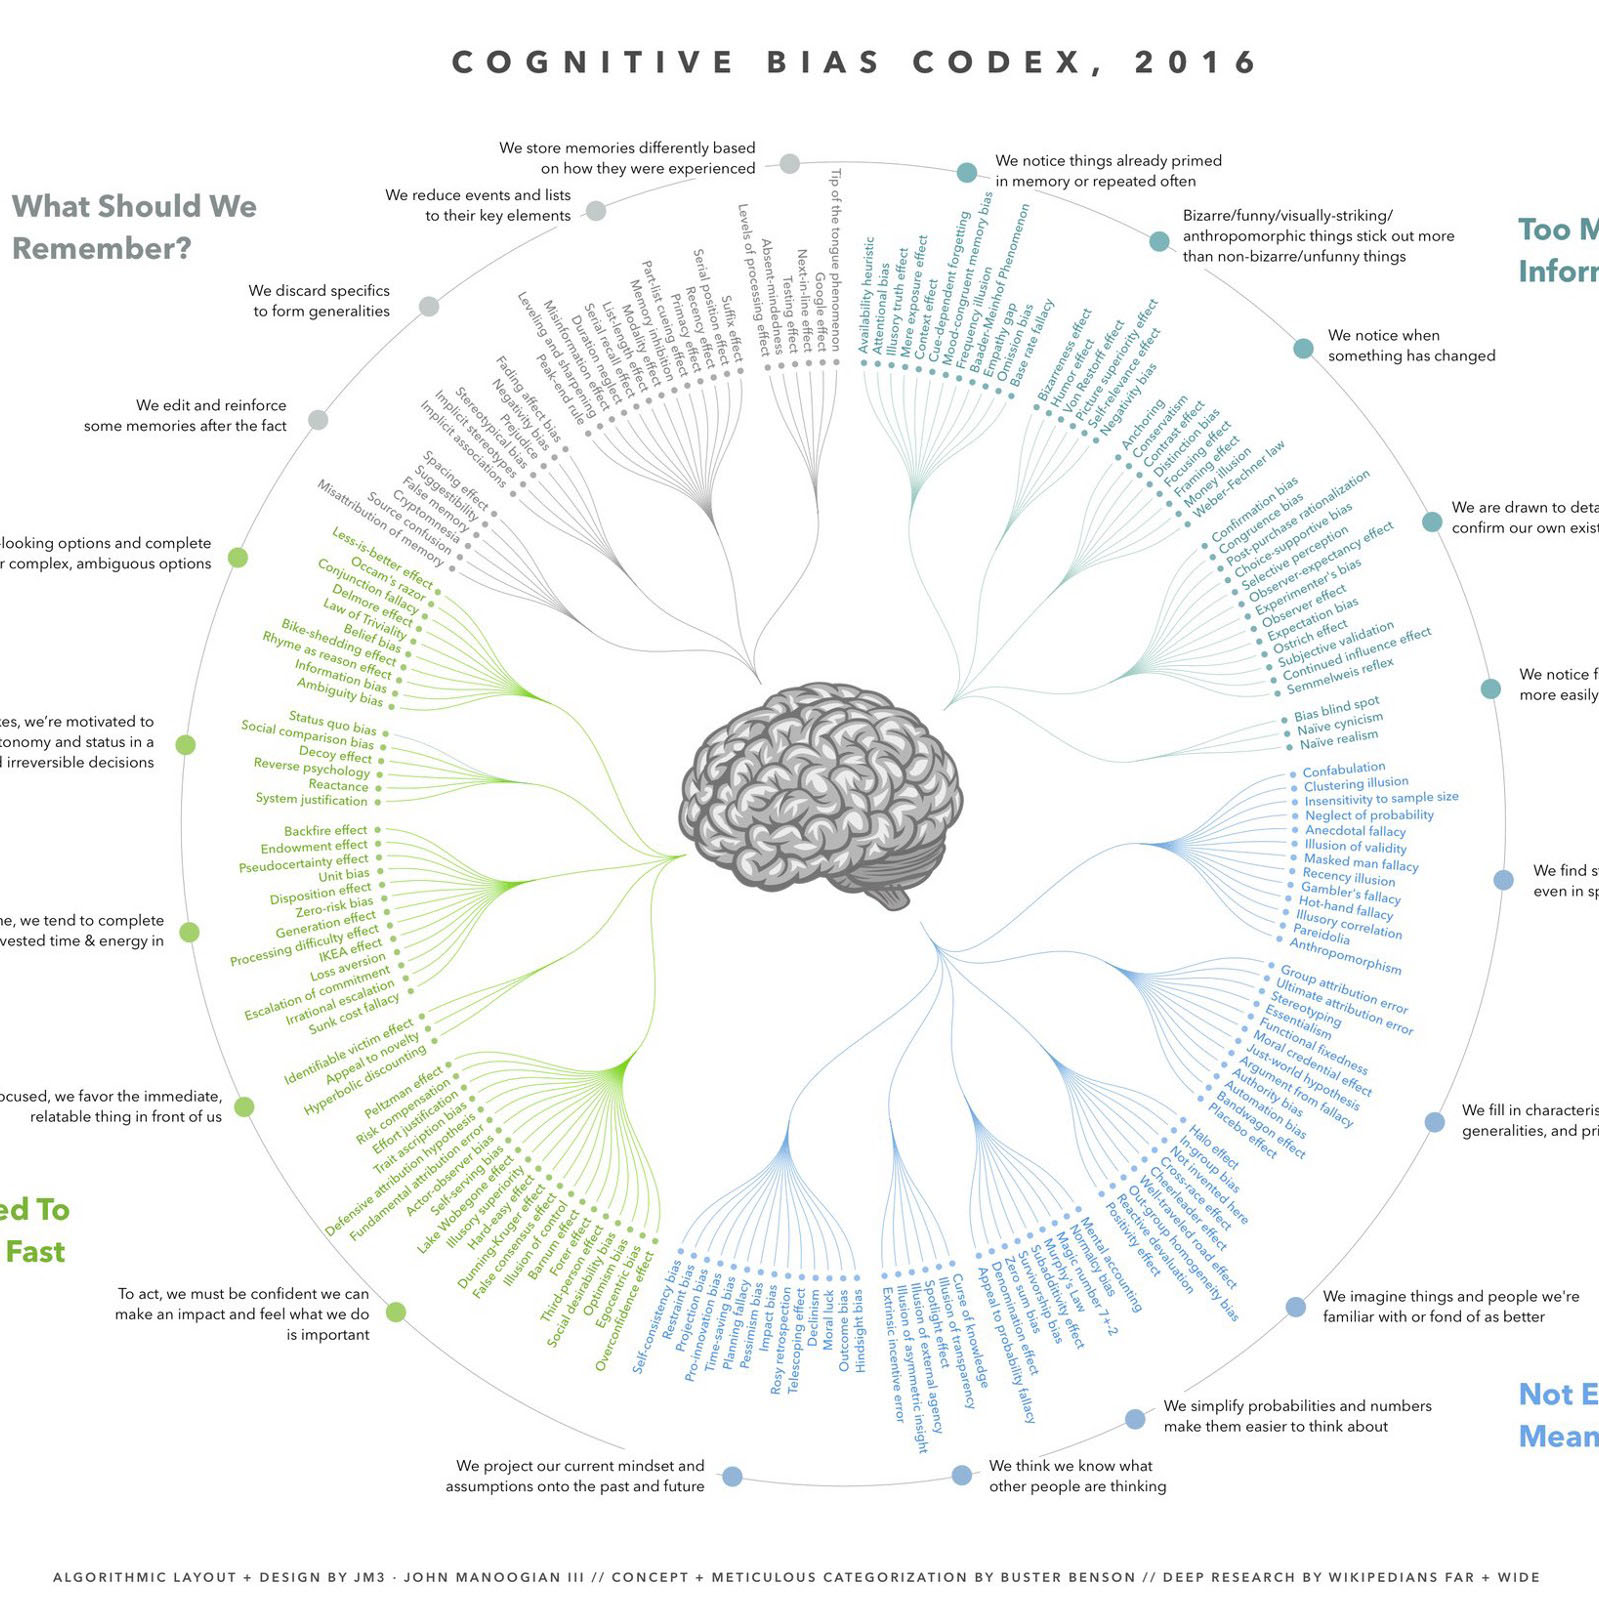 COGNITIVE BIAS CODEX, 2016
What Should We
Remember?
We store memories differently based
on how they were experienced
We reduce events and lists
to their key elements
We discard specifics
to form generalities
We edit and reinforce
some memories after the fact
Tip of the tongue phenomenon
Google effect
Next-in-line effect
Testing effect
Absent-mindedness
Levels of processing effect
Suffix effect
Serial position effect
Recency effect
Primacy effect
Part-list cueing effect
Memory inhibition
Modality effect
List-length effect
Serial recall effect
Duration neglect
Misinformation effect
Leveling and sharpening
Peak-end rule
Fading affect bias
Negativity bias
Prejudice
Stereotypical bias
Implicit stereotypes
Implicit associations
Spacing effect
Suggestibility
False memory
Cryptomnesia
Source confusion
Misattribution of memory
Too M
Inform
We notice things already primed
in memory or repeated often
Bizarre/funny/visually-striking/
anthropomorphic things stick out more
than non-bizarre/unfunny things
We notice when
something has changed
We are drawn to deta
confirm our own exist
We notice f
more easily
Availability heuristic
Attentional bias
Illusory truth effect
Mere exposure effect
Context effect
Cue-dependent forgetting
Mood-congruent memory bias
Frequency illusion
Baader-Meinhof Phenomenon
Empathy gap
Omission bias
Base rate fallacy
Bizarreness effect
Humor effect
Von Restorff effect
Picture superiority effect
Self-relevance effect
Negativity bias
Anchoring
Conservatism
Contrast effect
Distinction bias
Focusing effect
Framing effect
Money illusion
Weber–Fechner law
Confirmation bias
Congruence bias
Post-purchase rationalization
Choice-supportive bias
Selective perception
Observer-expectancy effect
Experimenter's bias
Observer effect
Expectation bias
Ostrich effect
Subjective validation
Continued influence effect
Semmelweis reflex
Bias blind spot
Naïve cynicism
Naïve realism
Confabulation
Clustering illusion
Insensitivity to sample size
Neglect of probability
Anecdotal fallacy
Illusion of validity
Masked man fallacy
Recency illusion
Gambler's fallacy
Hot-hand fallacy
Illusory correlation
Pareidolia
Anthropomorphism
We find s
even in sp
Group attribution error
Ultimate attribution error
Stereotyping
Essentialism
Functional fixedness
Moral credential effect
Just-world hypothesis
Argument from fallacy
Authority bias
Automation bias
Bandwagon effect
Placebo effect
We fill in characteris
generalities, and pri
Halo effect
In-group bias
Not invented here
Cross-race effect
Cheerleader effect
Well-traveled road effect
Out-group homogeneity bias
Reactive devaluation
Positivity effect
We imagine things and people we're
familiar with or fond of as better
Not E
Mean
Mental accounting
Normalcy bias
Magic number 7+-2
Murphy's Law
Subadditivity effect
Survivorship bias
Zero sum bias
Denomination effect
Appeal to probability fallacy
We simplify probabilities and numbers
make them easier to think about
Curse of knowledge
Illusion of transparency
Spotlight effect
Illusion of external agency
Illusion of asymmetric insight
Extrinsic incentive error
We think we know what
other people are thinking
Hindsight bias
Outcome bias
Moral luck
Declinism
Telescoping effect
Rosy retrospection
Impact bias
Pessimism bias
Planning fallacy
Time-saving bias
Pro-innovation bias
Projection bias
Restraint bias
Self-consistency bias
We project our current mindset and
assumptions onto the past and future
-looking options and complete
r complex, ambiguous options
Less-is-better effect
Occam's razor
Conjunction fallacy
Delmore effect
Law of Triviality
Belief bias
Bike-shedding effect
Rhyme as reason effect
Information bias
Ambiguity bias
kes, we're motivated to
tonomy and status in a
d irreversible decisions
Status quo bias
Social comparison bias
Decoy effect
Reverse psychology
Reactance
System justification
ne, we tend to complete
vested time & energy in
Backfire effect
Endowment effect
Pseudocertainty effect
Unit bias
Disposition effect
Zero-risk bias
Generation effect
Processing difficulty effect
IKEA effect
Loss aversion
Escalation of commitment
Irrational escalation
Sunk cost fallacy
ocused, we favor the immediate,
relatable thing in front of us
Identifiable victim effect
Appeal to novelty
Hyperbolic discounting
ed To
Fast
To act, we must be confident we can
make an impact and feel what we do
is important
Peltzman effect
Risk compensation
Effort justification
Trait ascription bias
Defensive attribution hypothesis
Fundamental attribution error
Actor-observer bias
Self-serving bias
Lake Wobegone effect
Illusory superiority
Hard-easy effect
Dunning-Kruger effect
False consensus effect
Illusion of control
Barnum effect
Forer effect
Third-person effect
Social desirability bias
Optimism bias
Egocentric bias
Overconfidence effect
ALGORITHMIC LAYOUT + DESIGN BY JM3 · JOHN MANOOGIAN III // CONCEPT + METICULOUS CATEGORIZATION BY BUSTER BENSON // DEEP RESEARCH BY WIKIPEDIANS FAR + WIDE